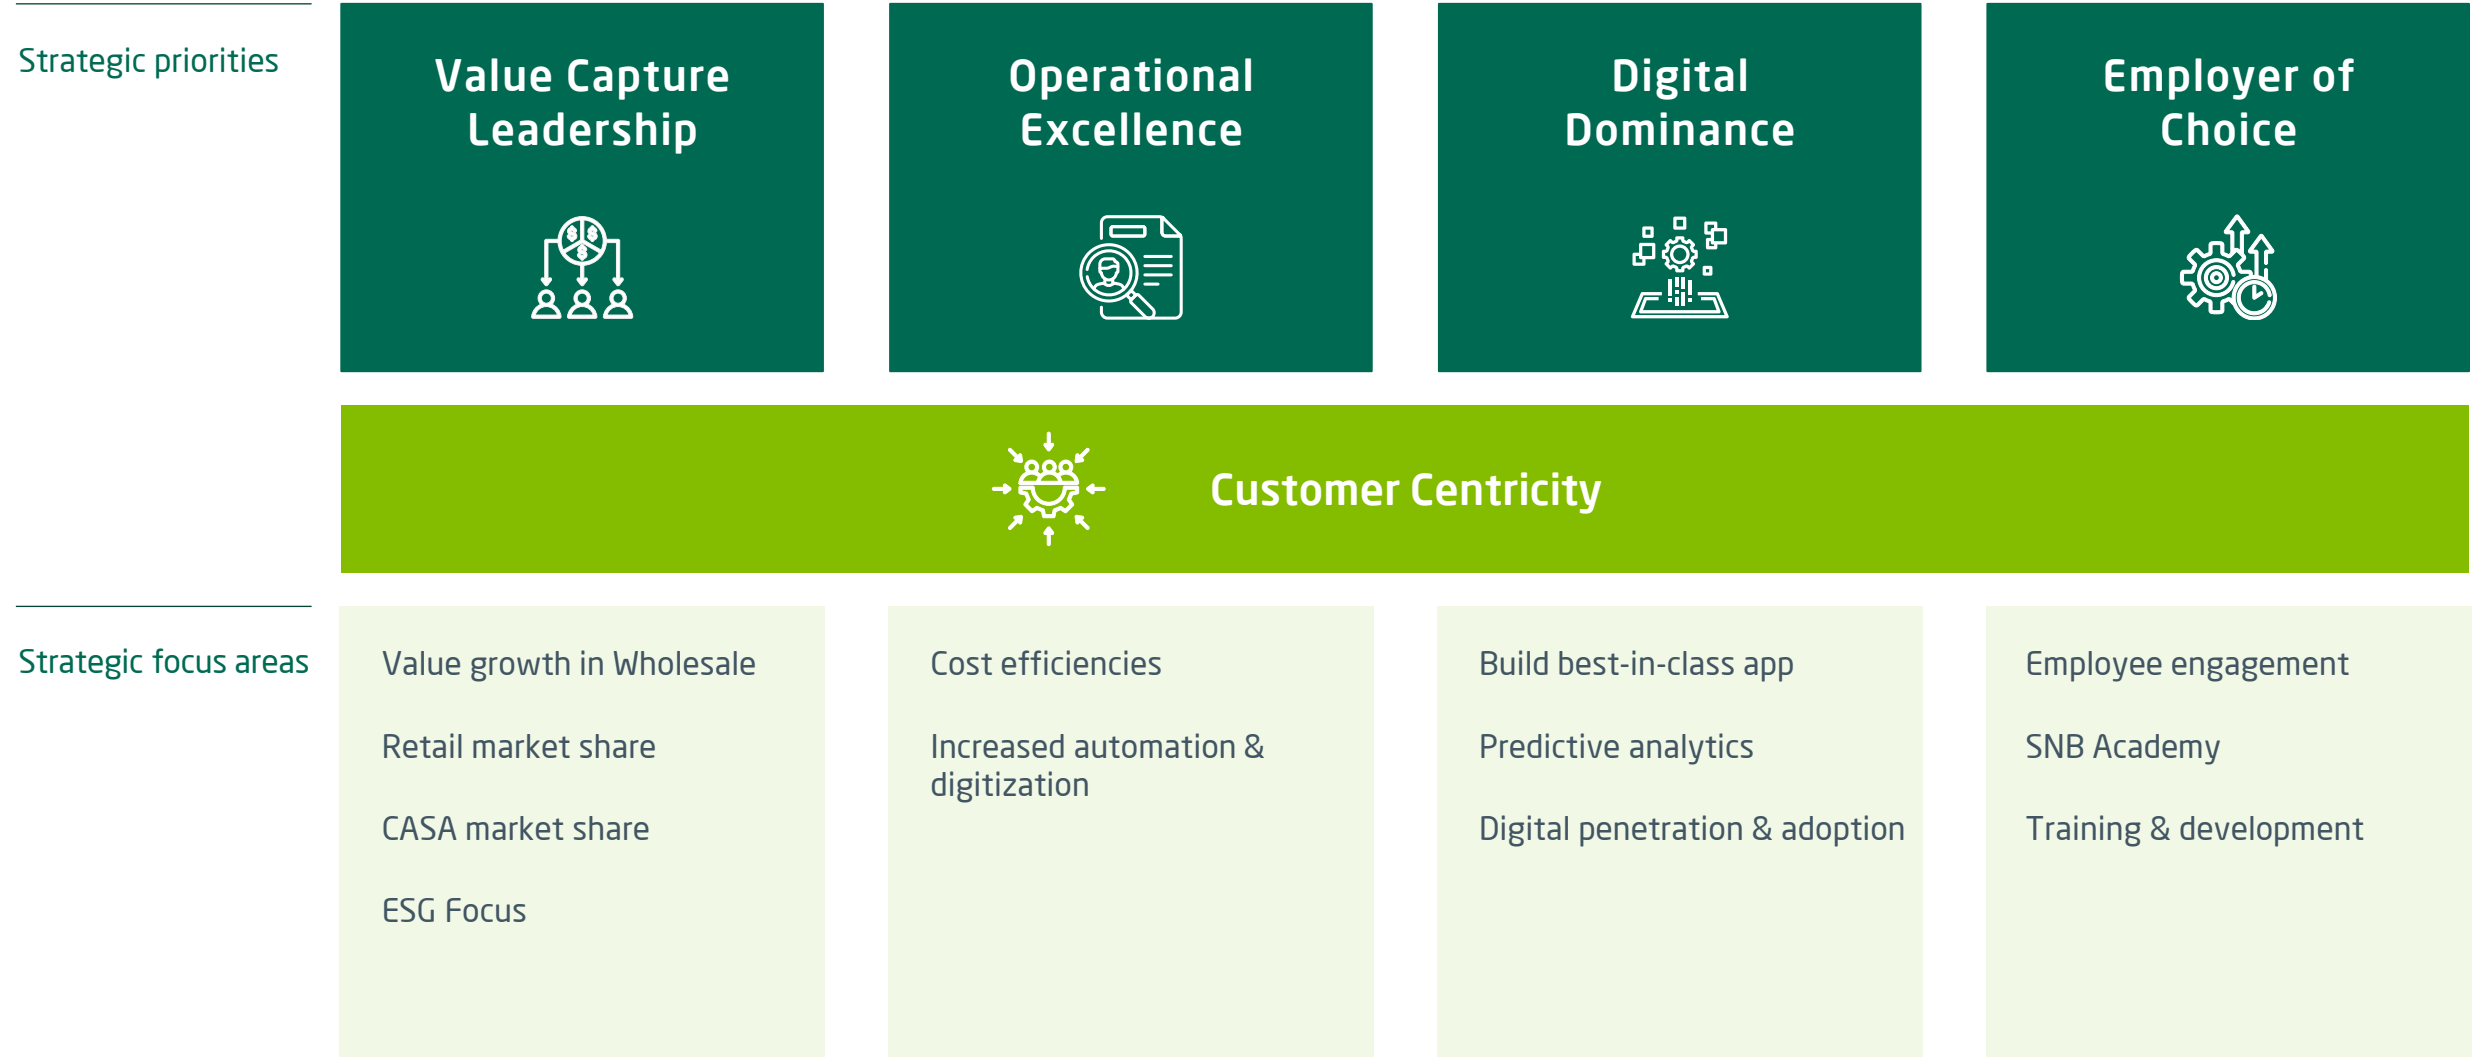 Strategic priorities
Value Capture
Leadership
Operational
Excellence
Digital
Dominance
Employer of
Choice
Customer Centricity
Strategic focus areas
Value growth in Wholesale
Retail market share
CASA market share
ESG Focus
Cost efficiencies
Increased automation &
digitization
Build best-in-class app
Predictive analytics
Digital penetration & adoption
Employee engagement
SNB Academy
Training & development